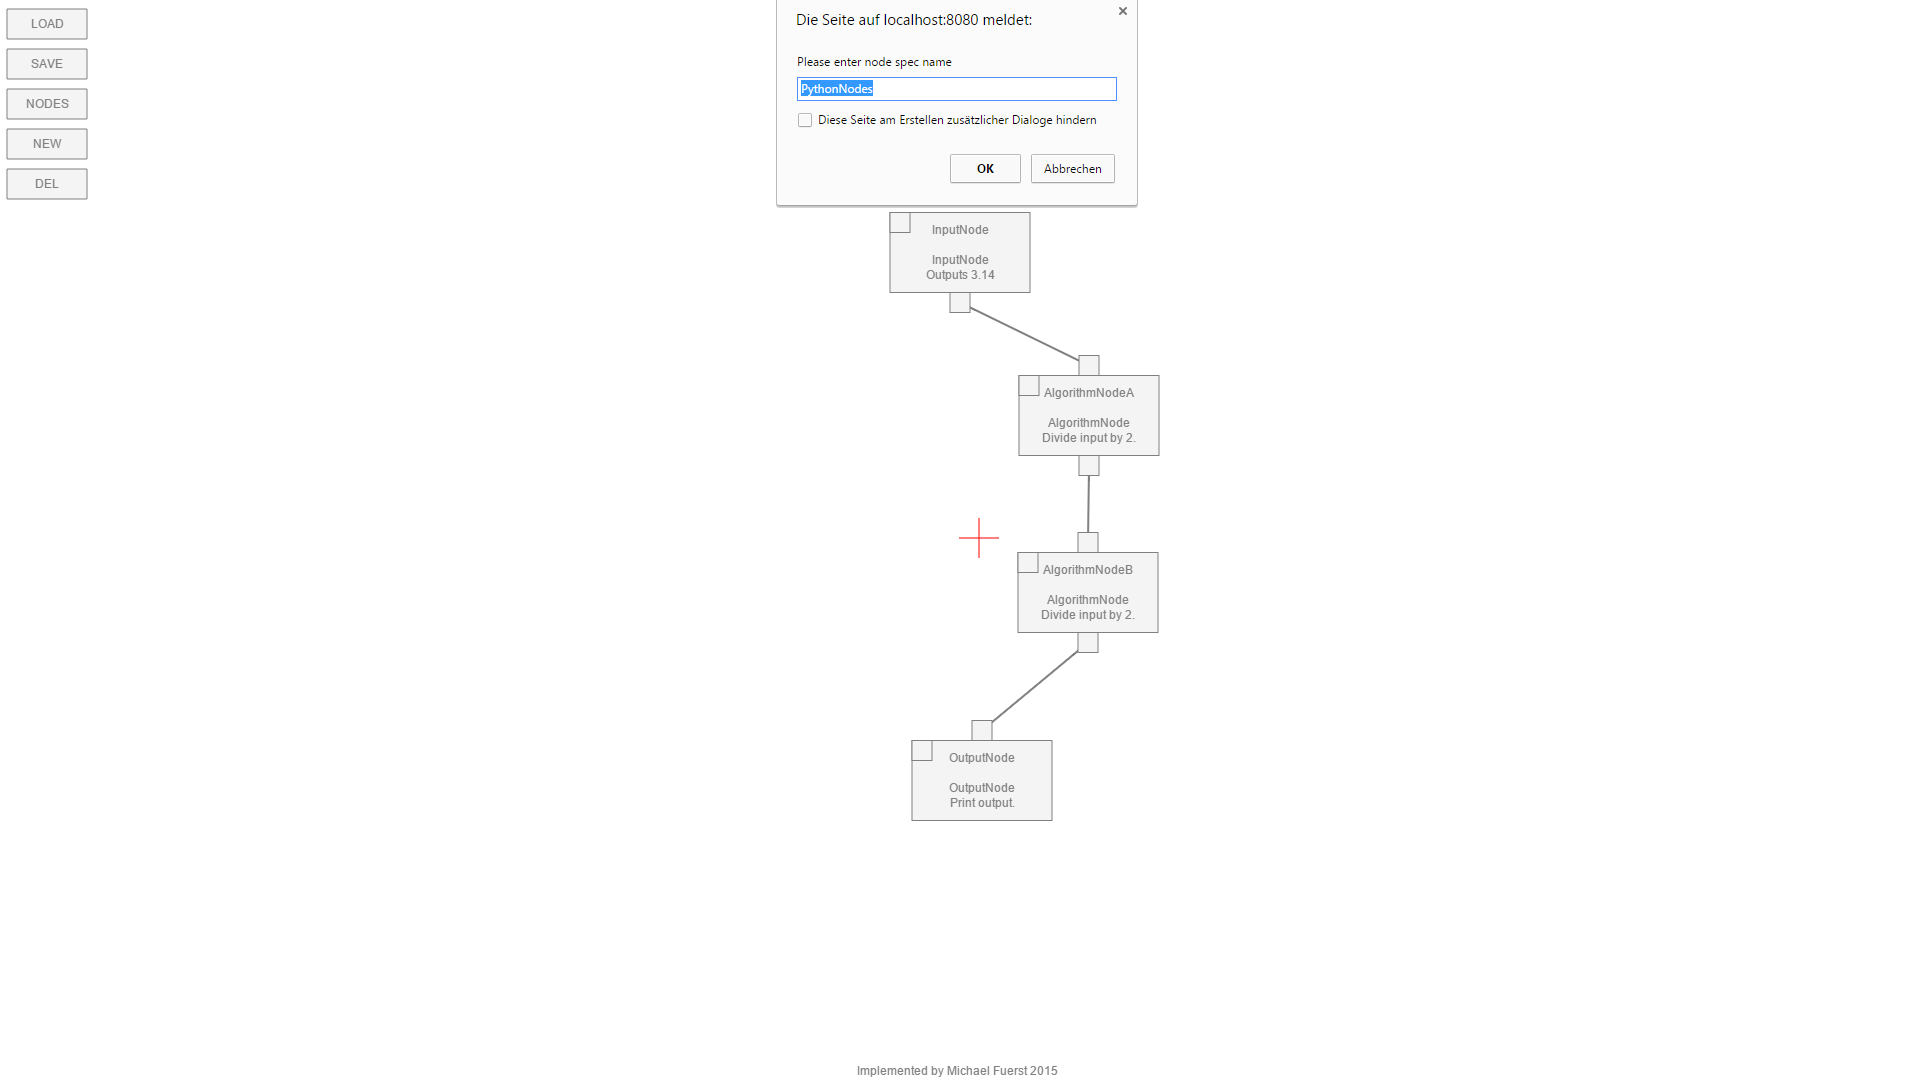 LOAD
SAVE
NODES
NEW
DEL
Die Seite auf localhost:8080 meldet:
Please enter node spec name
PythonNodes
Diese Seite am Erstellen zusätzlicher Dialoge hindern
OK
Abbrechen
InputNode
InputNode
Outputs 3.14
AlgorithmNodeA
AlgorithmNode
Divide input by 2.
AlgorithmNodeB
AlgorithmNode
Divide input by 2.
OutputNode
OutputNode
Print output.
Implemented by Michael Fuerst 2015